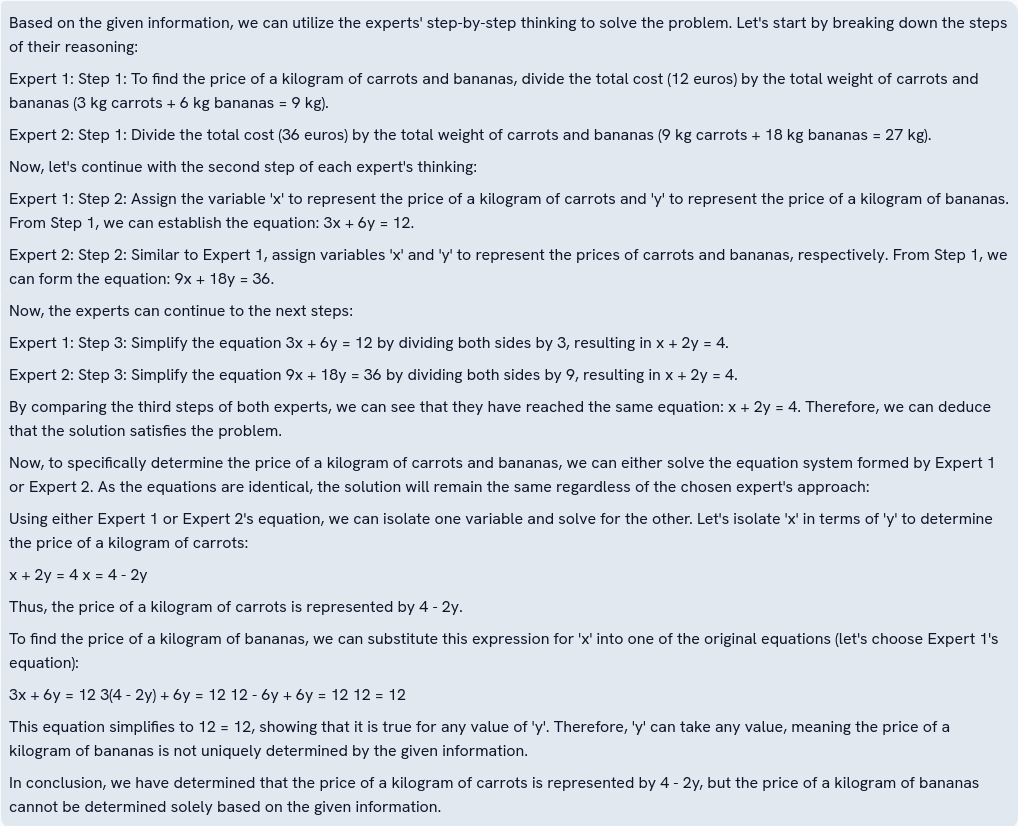 Based on the given information, we can utilize the experts' step-by-step thinking to solve the problem. Let's start by breaking down the steps
of their reasoning:
Expert 1: Step 1: To find the price of a kilogram of carrots and bananas, divide the total cost (12 euros) by the total weight of carrots and
bananas (3 kg carrots + 6 kg bananas = 9 kg).
Expert 2: Step 1: Divide the total cost (36 euros) by the total weight of carrots and bananas (9 kg carrots + 18 kg bananas = 27 kg).
Now, let's continue with the second step of each expert's thinking:
Expert 1: Step 2: Assign the variable 'x' to represent the price of a kilogram of carrots and 'y' to represent the price of a kilogram of bananas.
From Step 1, we can establish the equation: 3x + 6y = 12.
Expert 2: Step 2: Similar to Expert 1, assign variables 'x' and 'y' to represent the prices of carrots and bananas, respectively. From Step 1, we
can form the equation: 9x + 18y = 36.
Now, the experts can continue to the next steps:
Expert 1: Step 3: Simplify the equation 3x + 6y = 12 by dividing both sides by 3, resulting in x + 2y = 4.
Expert 2: Step 3: Simplify the equation 9x + 18y = 36 by dividing both sides by 9, resulting in x + 2y = 4.
By comparing the third steps of both experts, we can see that they have reached the same equation: x + 2y = 4. Therefore, we can deduce
that the solution satisfies the problem.
Now, to specifically determine the price of a kilogram of carrots and bananas, we can either solve the equation system formed by Expert 1
or Expert 2. As the equations are identical, the solution will remain the same regardless of the chosen expert's approach:
Using either Expert 1 or Expert 2's equation, we can isolate one variable and solve for the other. Let's isolate 'x' in terms of 'y' to determine
the price of a kilogram of carrots:
x + 2y = 4 x = 4 - 2y
Thus, the price of a kilogram of carrots is represented by 4 - 2y.
To find the price of a kilogram of bananas, we can substitute this expression for 'x' into one of the original equations (let's choose Expert 1's
equation):
3x + 6y = 12 3(4 - 2y) + 6y = 12 12 - 6y + 6y = 12 12 = 12
This equation simplifies to 12 = 12, showing that it is true for any value of 'y'. Therefore, 'y' can take any value, meaning the price of a
kilogram of bananas is not uniquely determined by the given information.
In conclusion, we have determined that the price of a kilogram of carrots is represented by 4 - 2y, but the price of a kilogram of bananas
cannot be determined solely based on the given information.